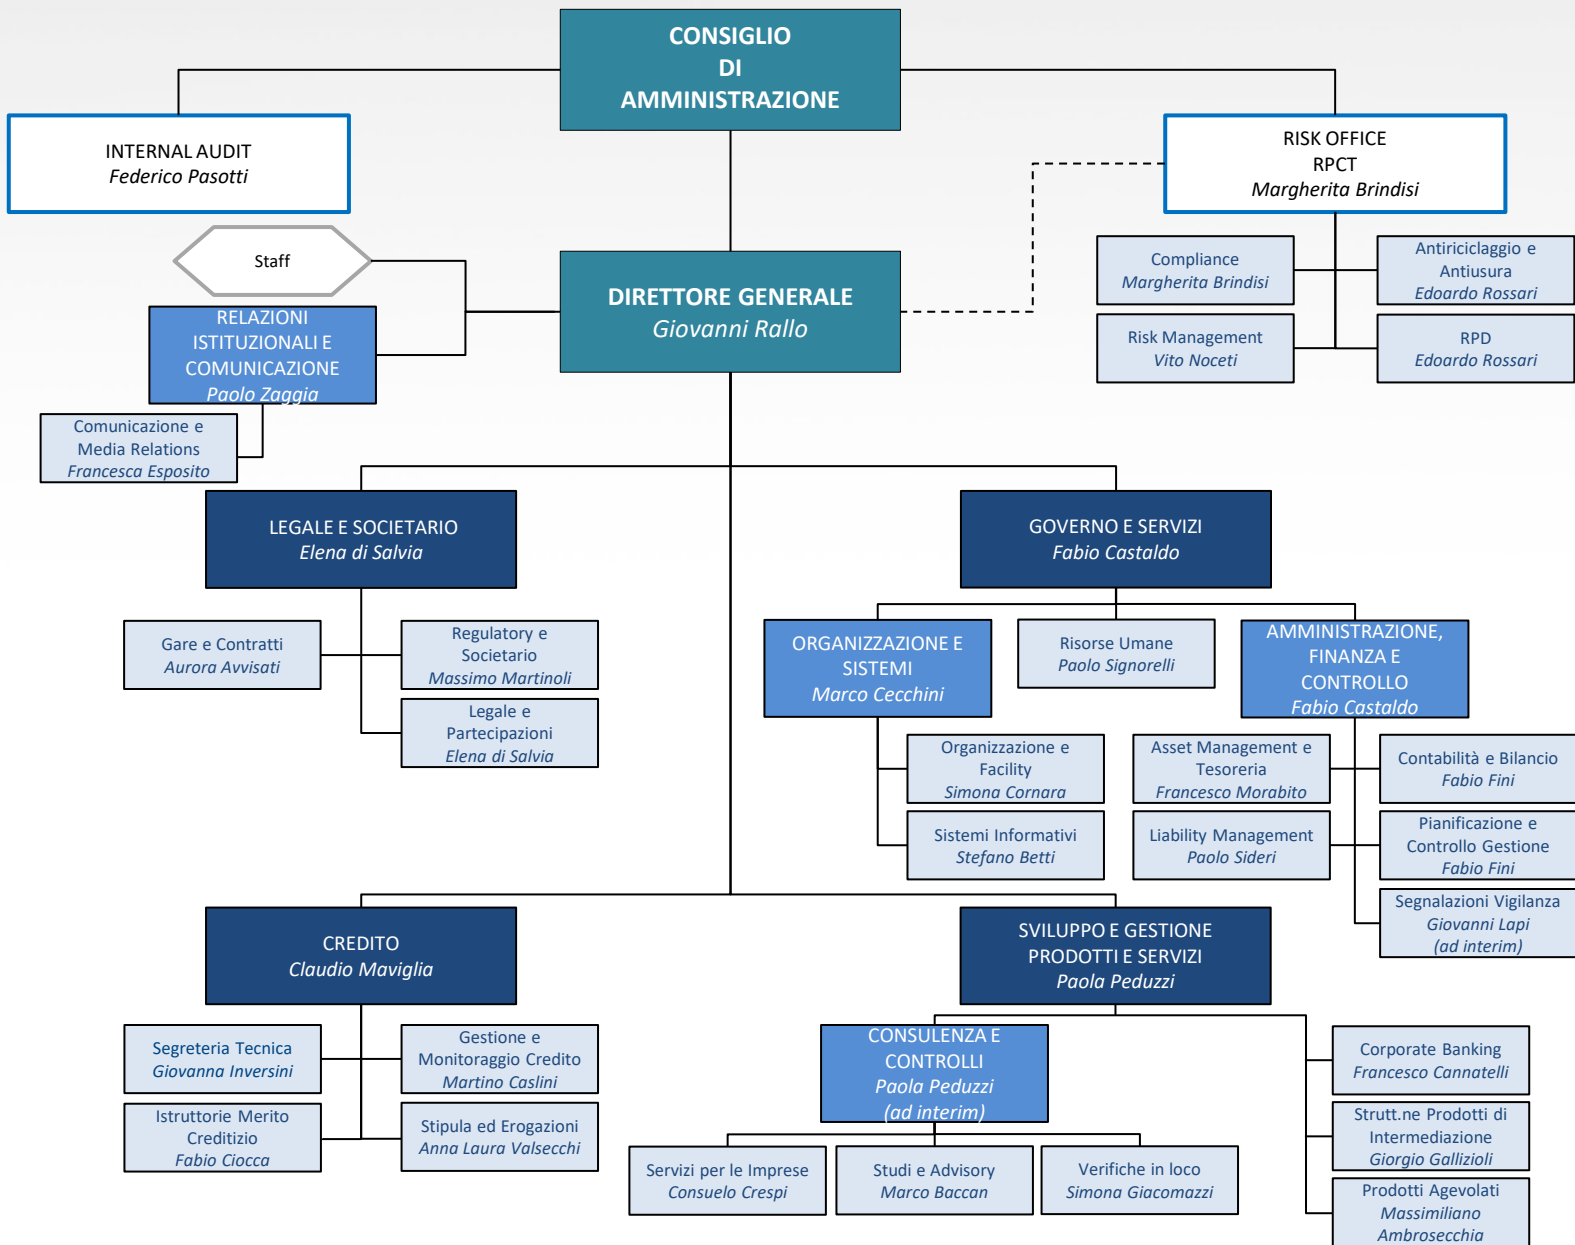 CONSIGLIO
DI
AMMINISTRAZIONE
INTERNAL AUDIT
Federico Pasotti
RISK OFFICE
RPCT
Margherita Brindisi
Staff
Compliance
Margherita Brindisi
Antiriciclaggio e
Antiusura
Edoardo Rossari
DIRETTORE GENERALE
Giovanni Rallo
RELAZIONI
ISTITUZIONALI E
COMUNICAZIONE
Paolo Zaggia
Risk Management
Vito Noceti
RPD
Edoardo Rossari
Comunicazione e
Media Relations
Francesca Esposito
LEGALE E SOCIETARIO
Elena di Salvia
GOVERNO E SERVIZI
Fabio Castaldo
Gare e Contratti
Aurora Avvisati
Regulatory e
Societario
Massimo Martinoli
Legale e
Partecipazioni
Elena di Salvia
ORGANIZZAZIONE E
SISTEMI
Marco Cecchini
Risorse Umane
Paolo Signorelli
AMMINISTRAZIONE,
FINANZA E
CONTROLLO
Fabio Castaldo
Organizzazione e
Facility
Simona Cornara
Asset Management e
Tesoreria
Francesco Morabito
Contabilità e Bilancio
Fabio Fini
Sistemi Informativi
Stefano Betti
Liability Management
Paolo Sideri
Pianificazione e
Controllo Gestione
Fabio Fini
Segnalazioni Vigilanza
Giovanni Lapi
(ad interim)
CREDITO
Claudio Maviglia
SVILUPPO E GESTIONE
PRODOTTI E SERVIZI
Paola Peduzzi
Segreteria Tecnica
Giovanna Inversini
Gestione e
Monitoraggio Credito
Martino Caslini
Istruttorie Merito
Creditizio
Fabio Ciocca
Stipula ed Erogazioni
Anna Laura Valsecchi
CONSULENZA E
CONTROLLI
Paola Peduzzi
(ad interim)
Corporate Banking
Francesco Cannatelli
Strutt.ne Prodotti di
Intermediazione
Giorgio Gallizioli
Servizi per le Imprese
Consuelo Crespi
Studi e Advisory
Marco Baccan
Verifiche in loco
Simona Giacomazzi
Prodotti Agevolati
Massimiliano
Ambrosecchia